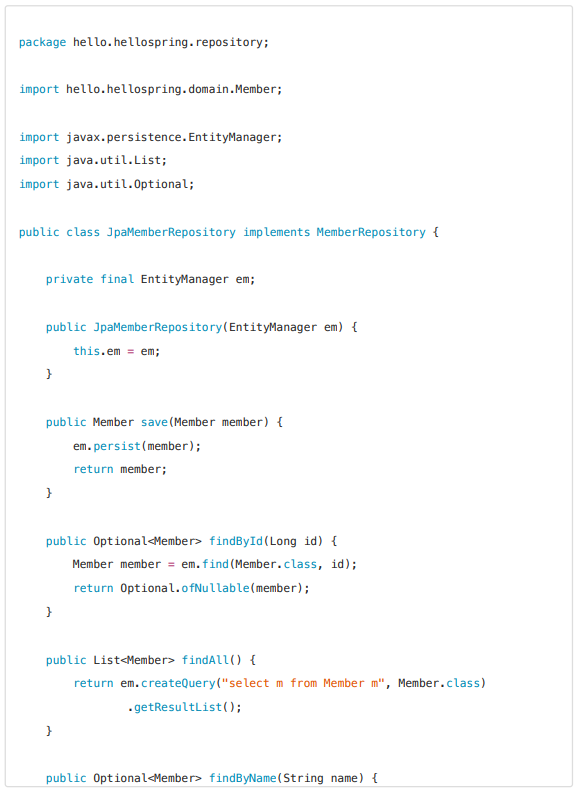 package hello.hellospring.repository;
import hello.hellospring.domain.Member;
import javax.persistence.EntityManager;
import java.util.List;
import java.util.Optional;
public class JpaMemberRepository implements MemberRepository {
    private final EntityManager em;
    public JpaMemberRepository(EntityManager em) {
        this.em = em;
    }
    public Member save(Member member) {
        em.persist(member);
        return member;
    }
    public Optional<Member> findById(Long id) {
        Member member = em.find(Member.class, id);
        return Optional.ofNullable(member);
    }
    public List<Member> findAll() {
        return em.createQuery("select m from Member m", Member.class)
                .getResultList();
    }
    public Optional<Member> findByName(String name) {